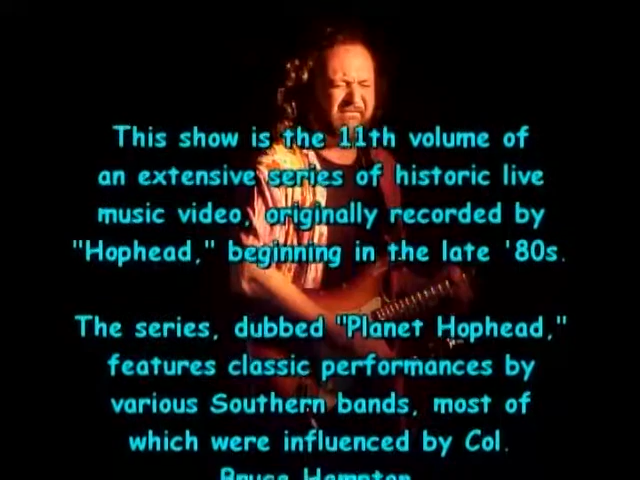 This show is the 11th volume of
an extensive series of historic live
music video, originally recorded by
"Hophead," beginning in the late '80s.
The series, dubbed "Planet Hophead,"
features classic performances by
various Southern bands, most of
which were influenced by Col.
Bruce Hampton